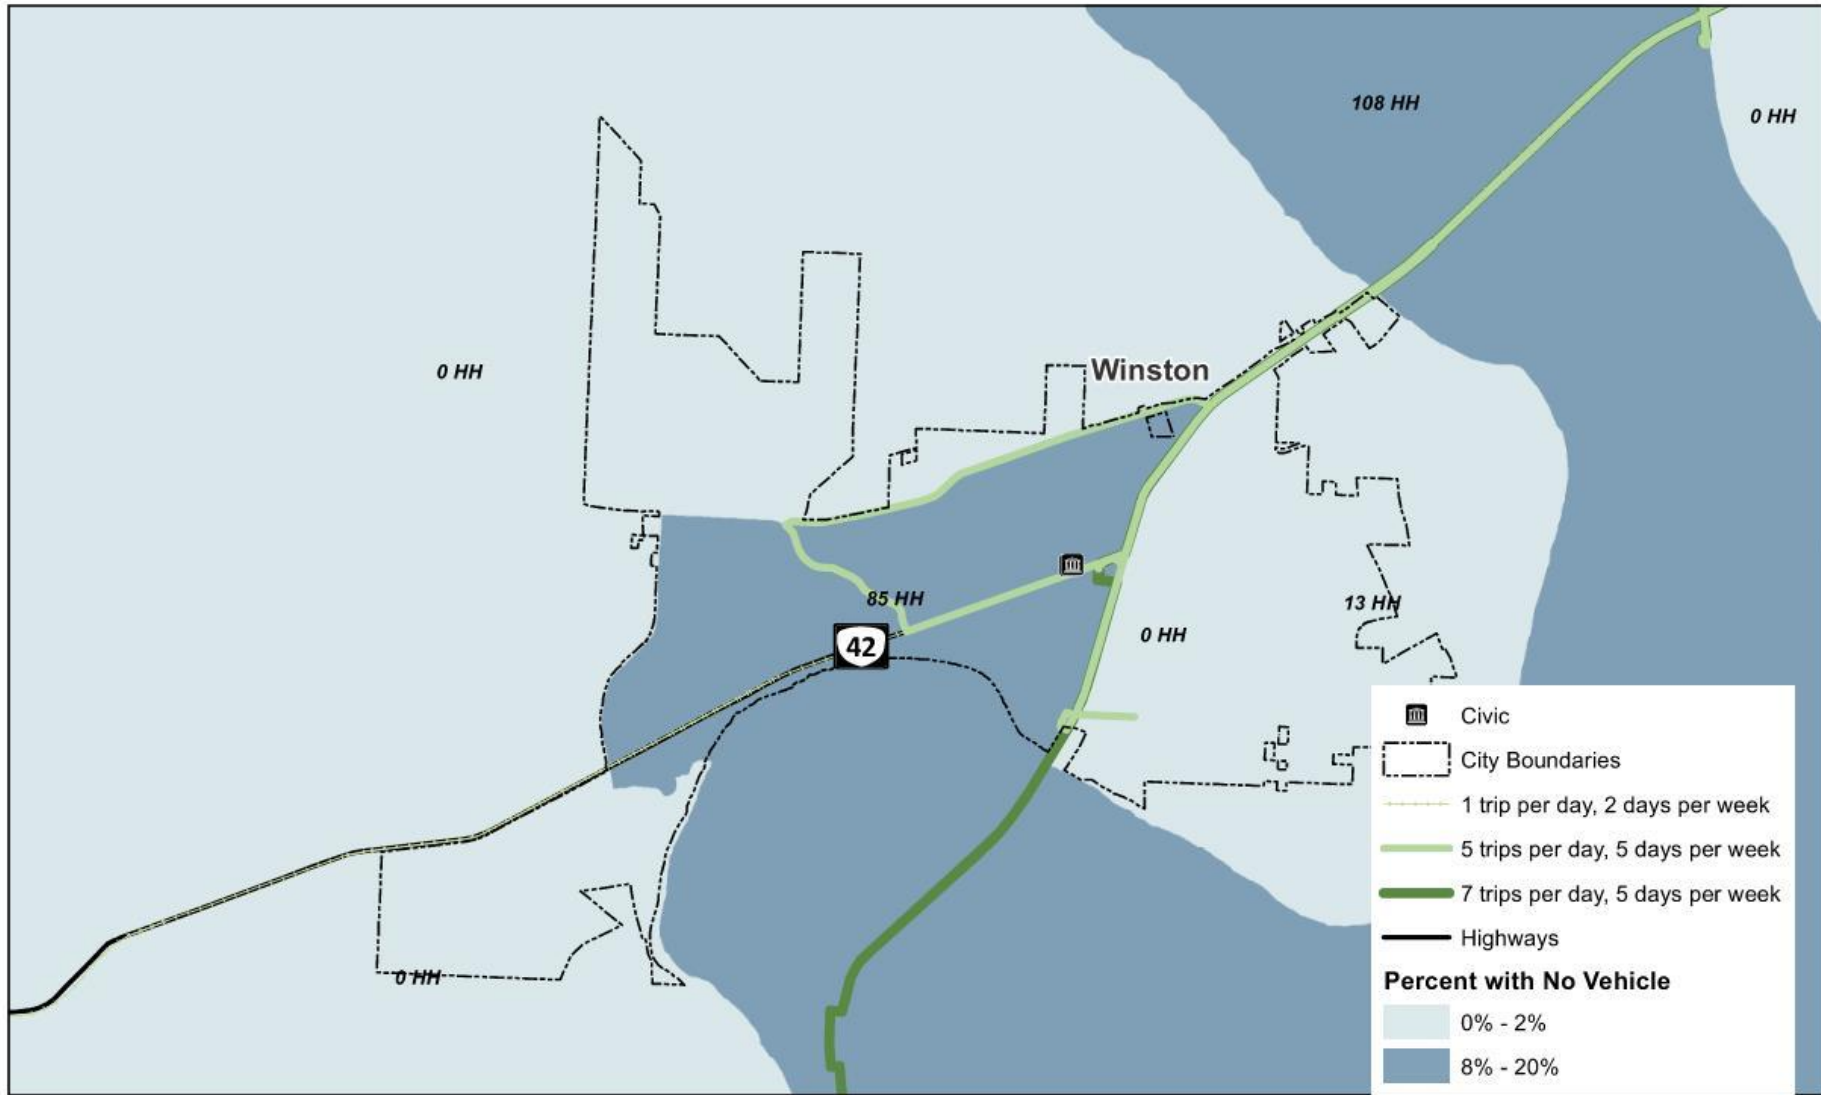 108 HH
0 HH
0 HH
Winston
85 HH
13 HH
0 HH
42
0 HH
Civic
City Boundaries
1 trip per day, 2 days per week
5 trips per day, 5 days per week
7 trips per day, 5 days per week
Highways
Percent with No Vehicle
0% - 2%
8% - 20%